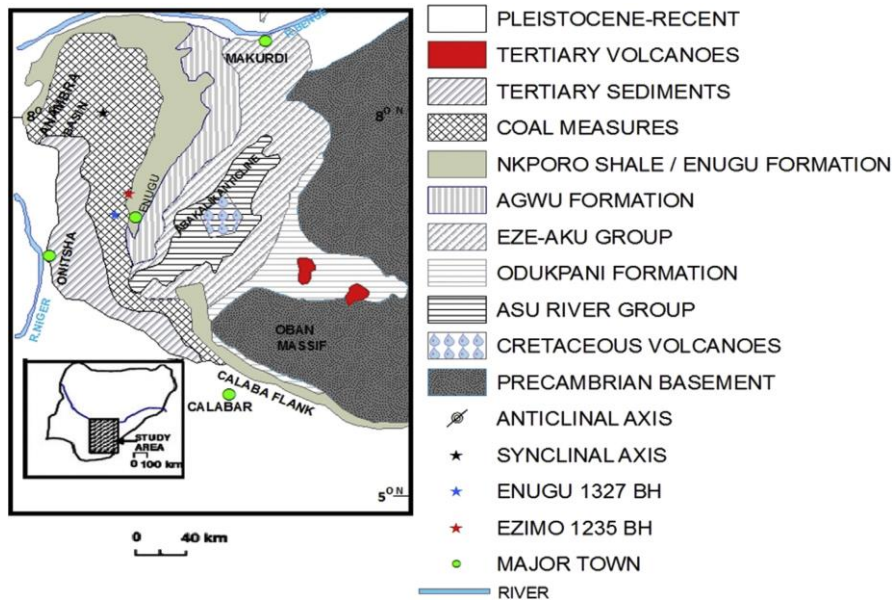 R.BENUE
MAKURDI
8° N
8°
ANAMBRA
BASIN
ENUGU
ABAKALIKI ANTICLINE
ONITSHA
R.NIGER
OBAN
MASSIF
CALABA FLANK
CALABAR
STUDY
AREA
0 100 km
5° N
0 40 km
PLEISTOCENE-RECENT
TERTIARY VOLCANOES
TERTIARY SEDIMENTS
COAL MEASURES
NKPORO SHALE / ENUGU FORMATION
AGWU FORMATION
EZE-AKU GROUP
ODUKPANI FORMATION
ASU RIVER GROUP
CRETACEOUS VOLCANOES
PRECAMBRIAN BASEMENT
ANTICLINAL AXIS
SYNCLINAL AXIS
ENUGU 1327 BH
EZIMO 1235 BH
MAJOR TOWN
RIVER